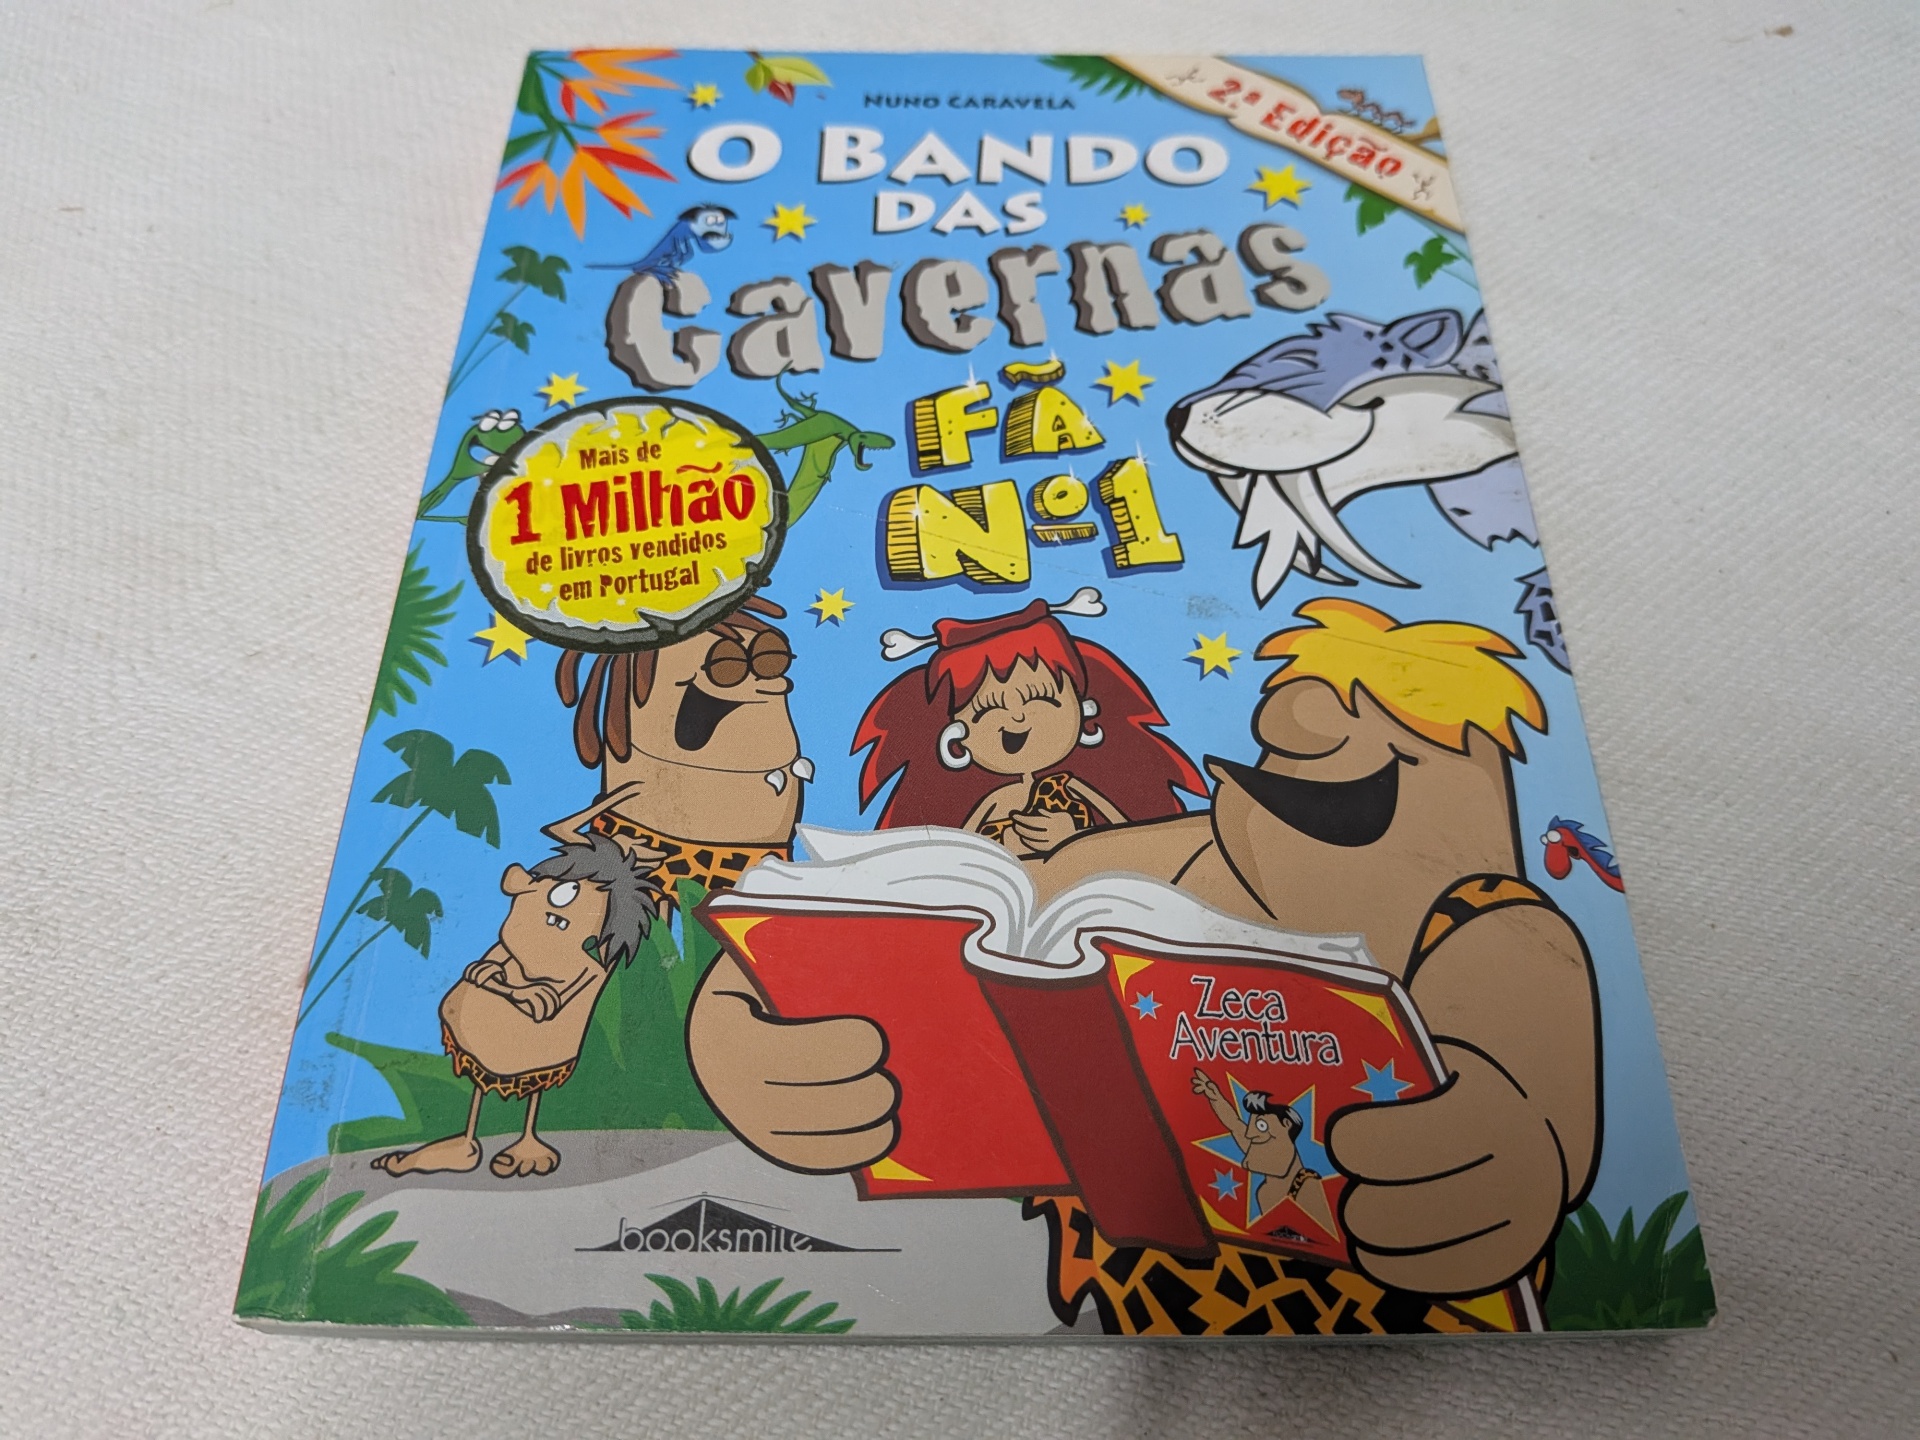 NUNO CARAVELA
2.ª Edição
O BANDO
DAS
Cavernas
FÃ
Nº1
Mais de
1 Milhão
de livros vendidos
em Portugal
Zeca
Aventura
booksmile